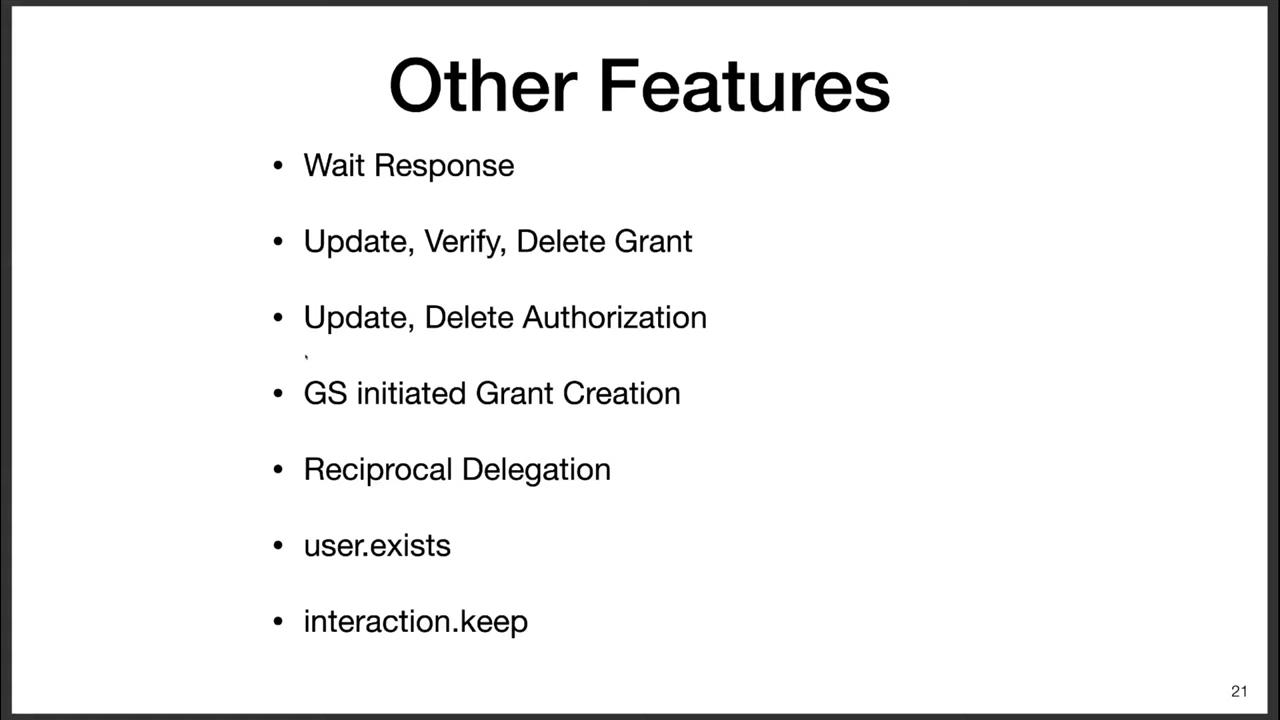 Other Features
• Wait Response
• Update, Verify, Delete Grant
• Update, Delete Authorization
`
• GS initiated Grant Creation
• Reciprocal Delegation
• user.exists
• interaction.keep
21